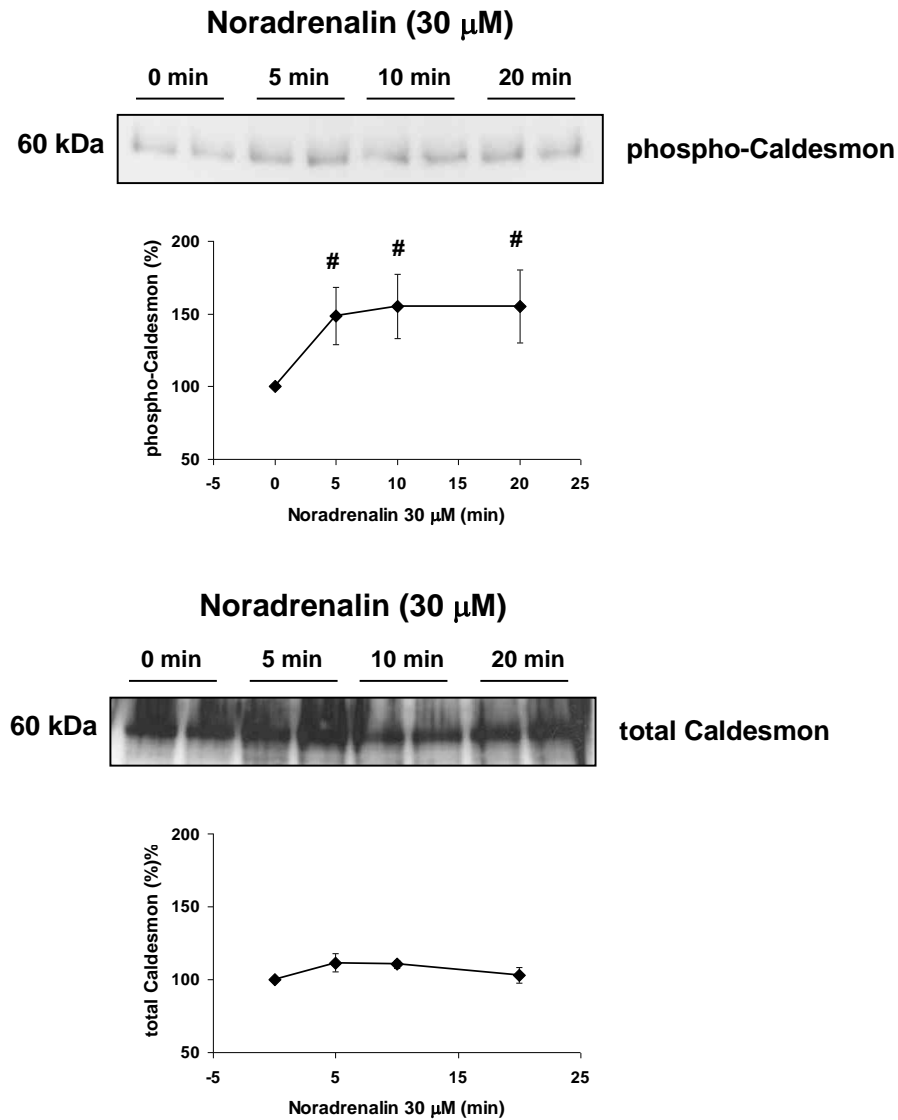 Noradrenalin (30 μM)
0 min 5 min 10 min 20 min
60 kDa phospho-Caldesmon
phospho-Caldesmon (%)
200
150
100
50
# # #
-5 0 5 10 15 20 25
Noradrenalin 30 μM (min)
Noradrenalin (30 μM)
0 min 5 min 10 min 20 min
60 kDa total Caldesmon
total Caldesmon (%)%
200
150
100
50
-5 5 15 25
Noradrenalin 30 μM (min)